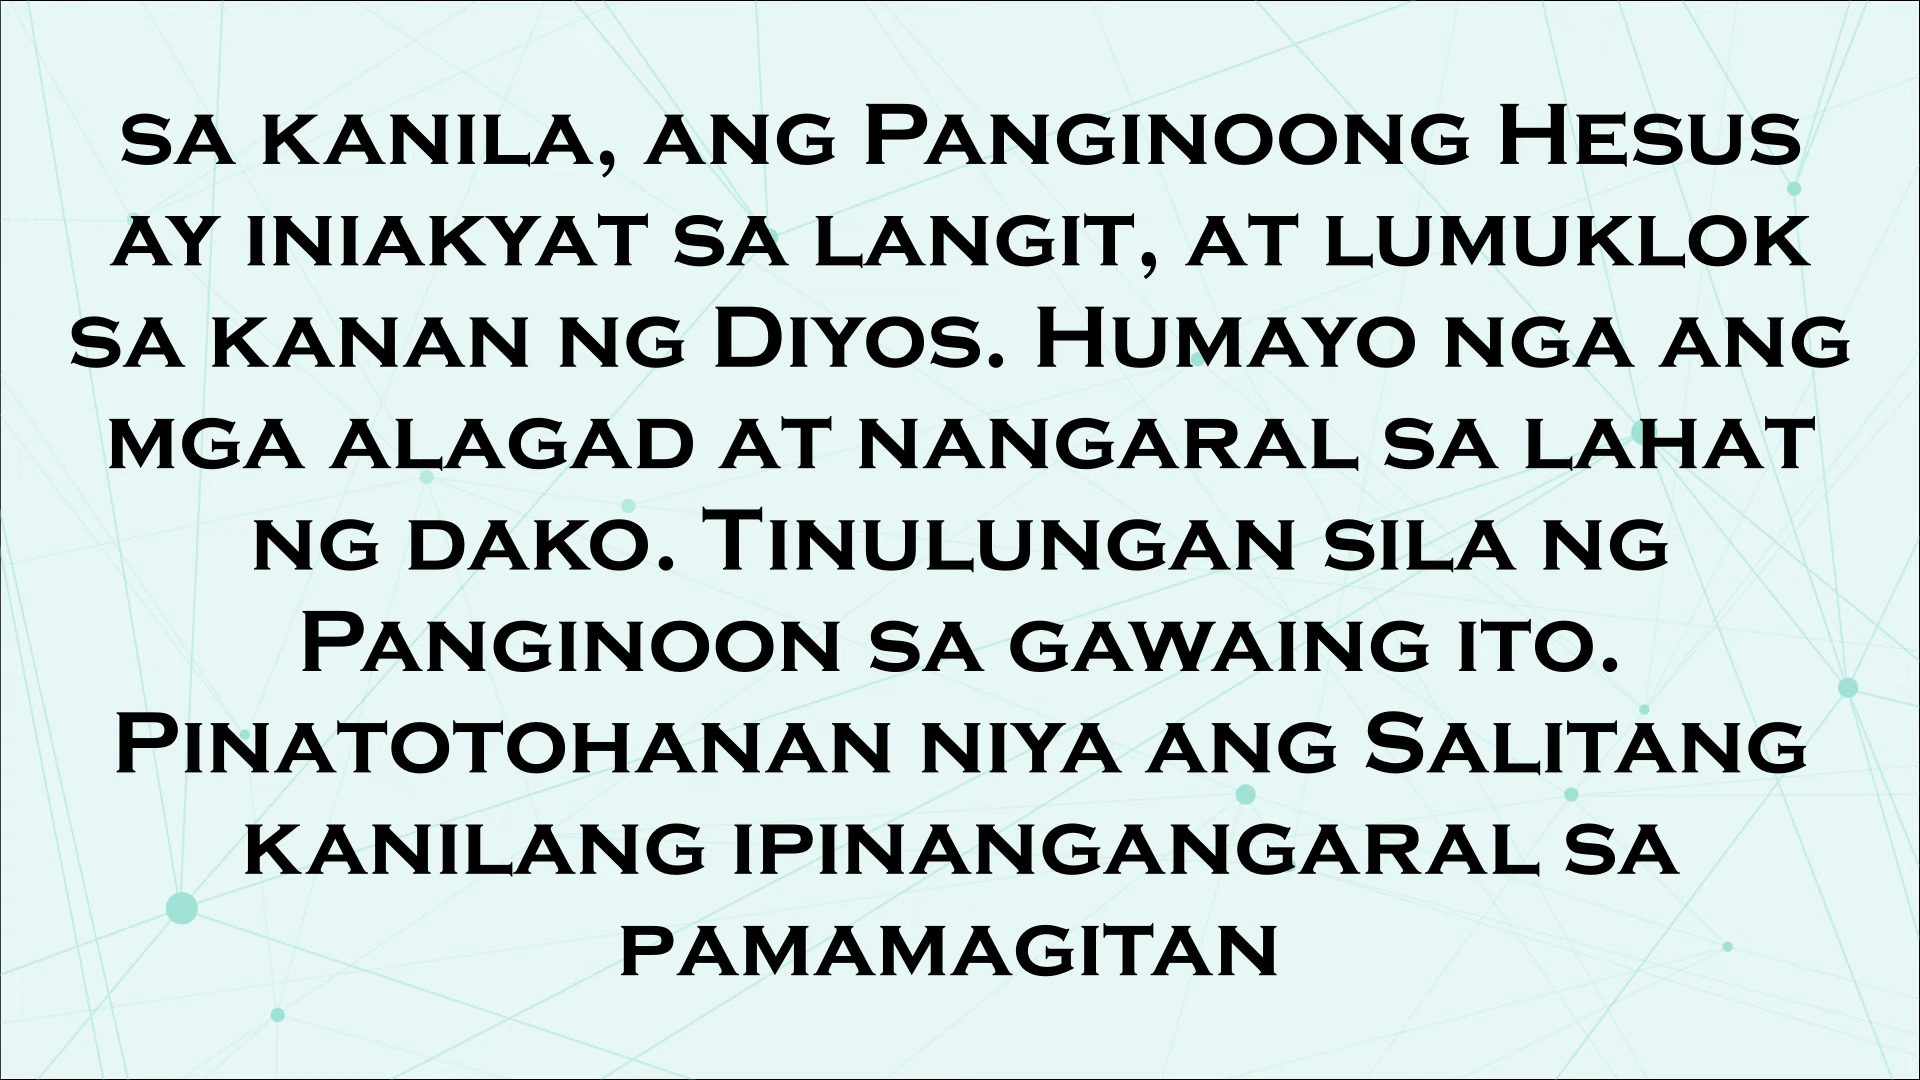 sa kanila, ang Panginoong Hesus
ay iniakyat sa langit, at lumuklok
sa kanan ng Diyos. Humayo nga ang
mga alagad at nangaral sa lahat
ng dako. Tinulungan sila ng
Panginoon sa gawaing ito.
Pinatotohanan niya ang Salitang
kanilang ipinangangaral sa
pamamagitan